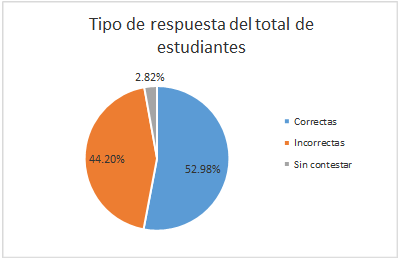 Tipo de respuesta del total de
estudiantes
2.82%
44.20%
52.98%
Correctas
Incorrectas
Sin contestar